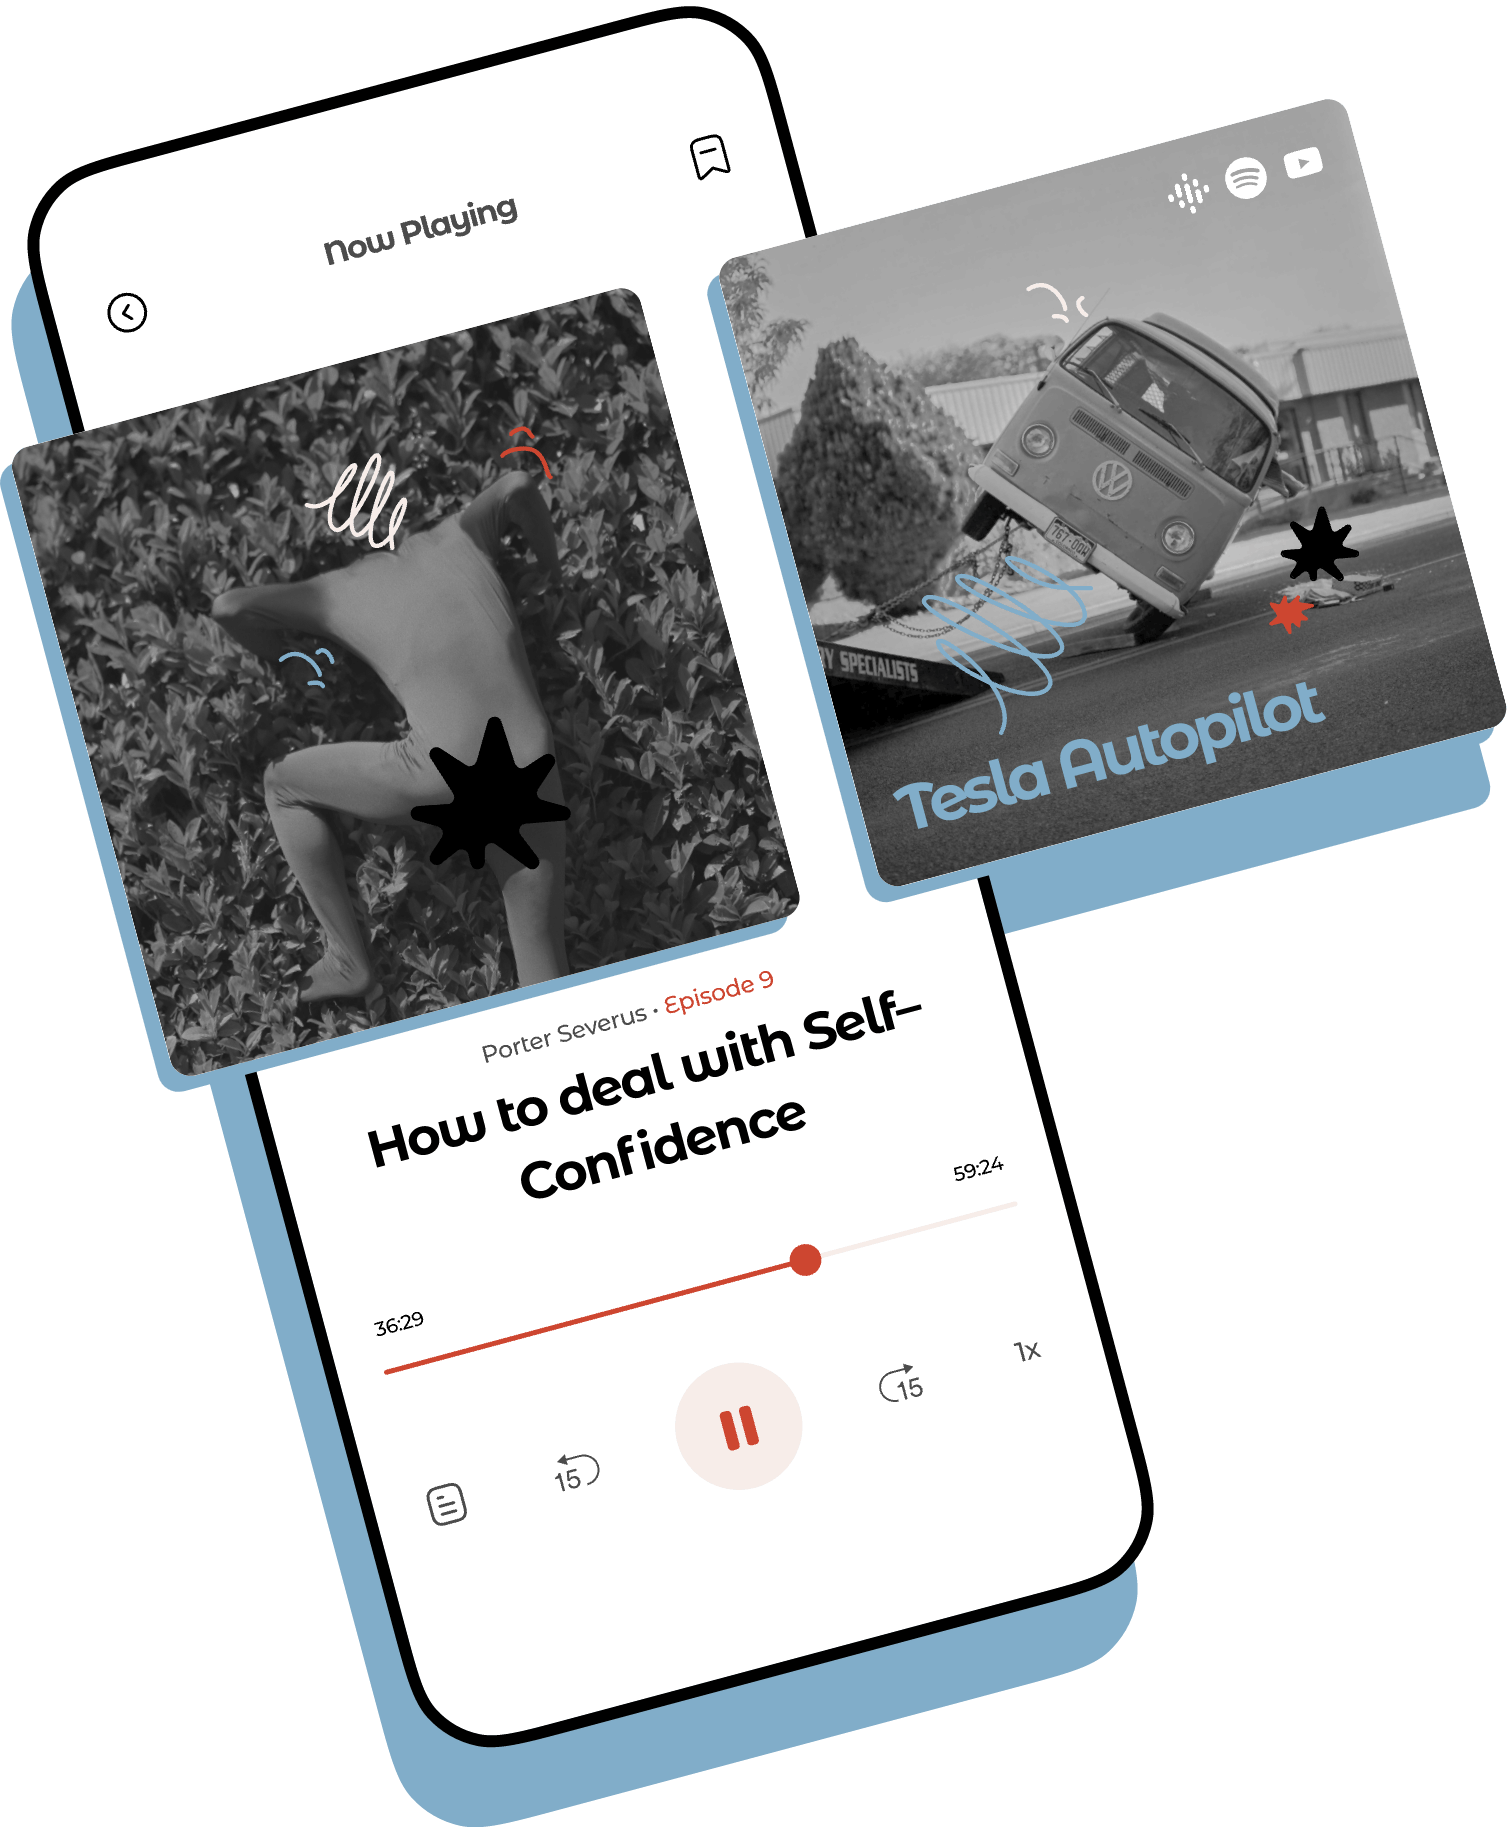 Now Playing
767-OQW
Y SPECIALISTS
Tesla Autopilot
Porter Severus · Episode 9
How to deal with Self-
Confidence
59:24
36:29
15
15
1x